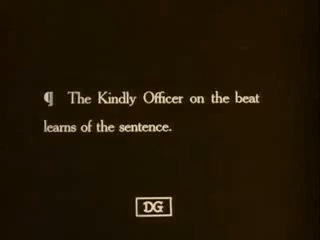 ¶ The Kindly Officer on the beat
learns of the sentence.
DG